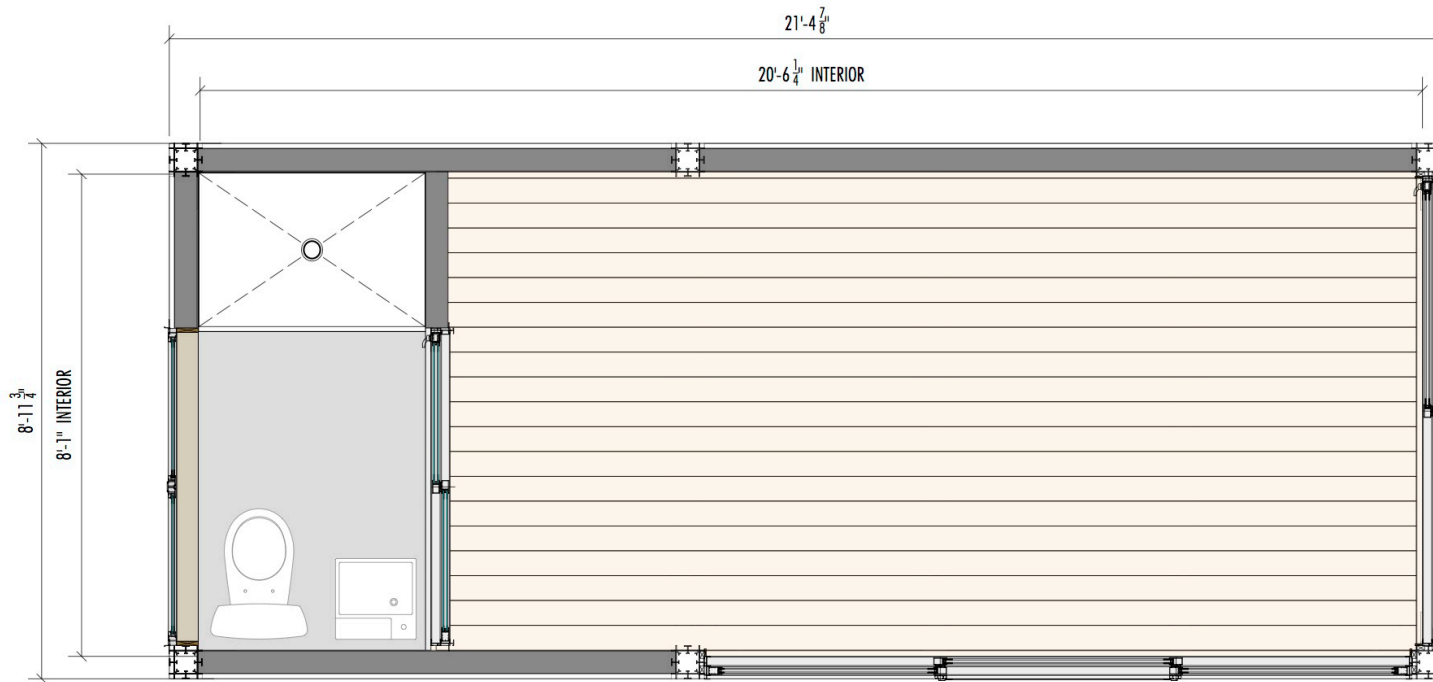 21'-4 7/8"
20'-6 1/4" INTERIOR
8'-11 3/4"
8'-1" INTERIOR